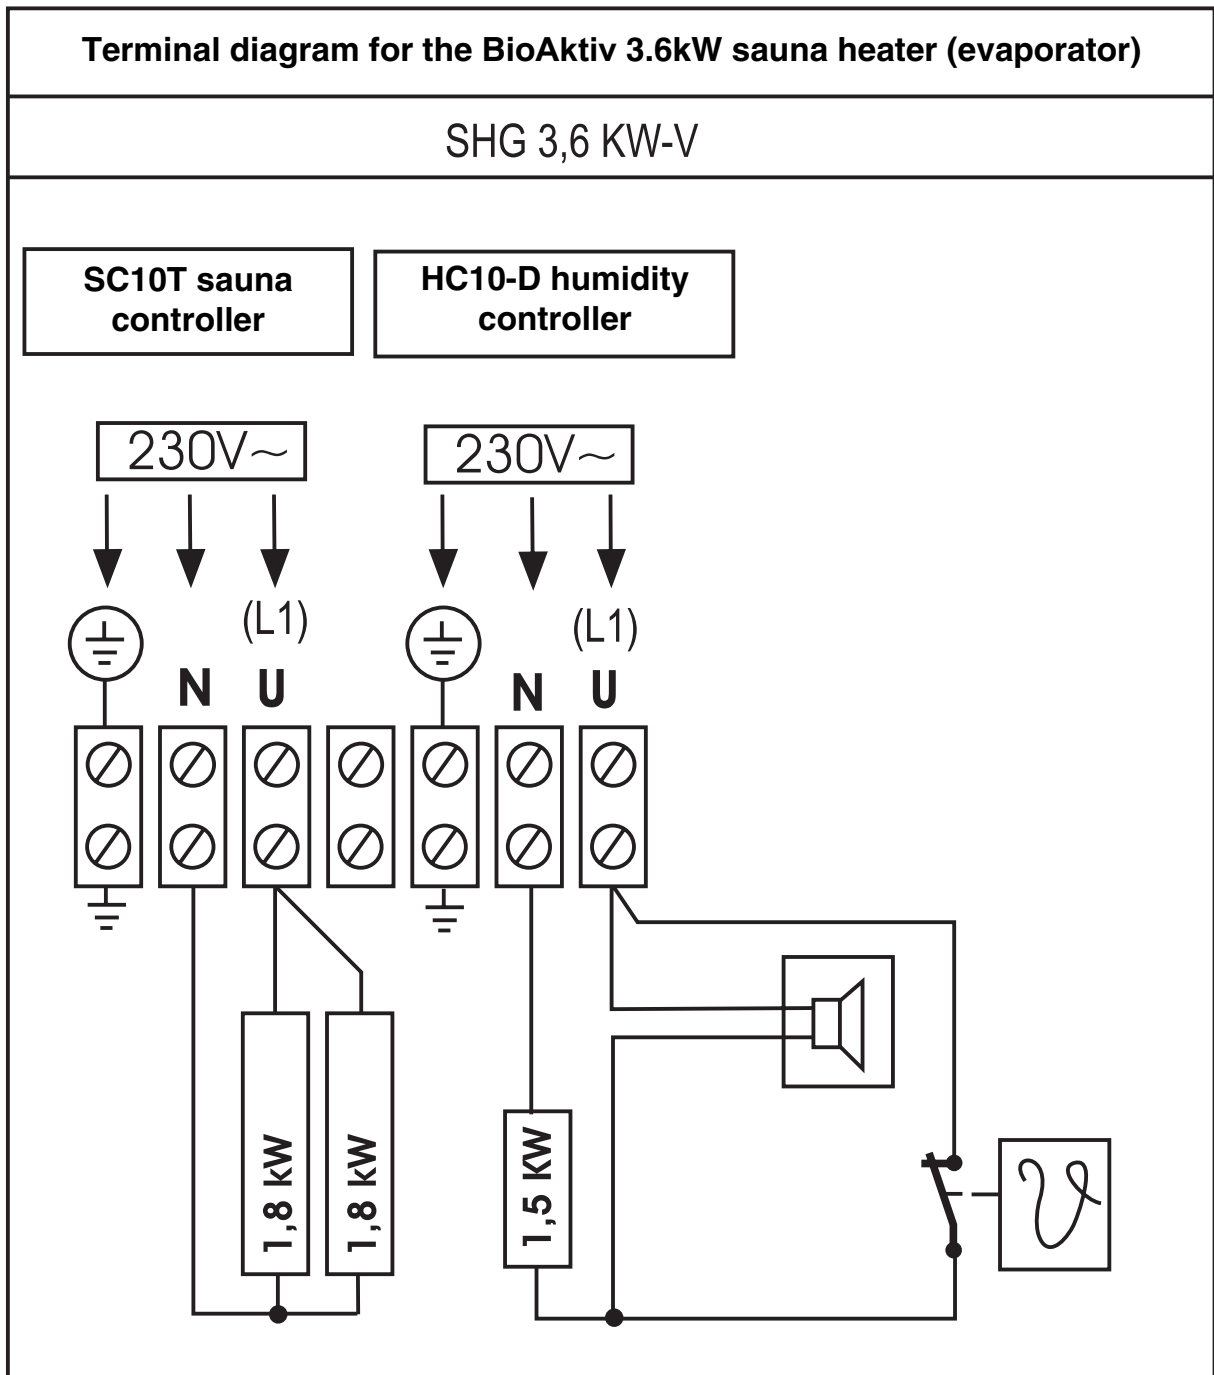 Terminal diagram for the BioAktiv 3.6kW sauna heater (evaporator)
SHG 3,6 KW-V
SC10T sauna
controller
HC10-D humidity
controller
230V~
230V~
(L1)
(L1)
N
U
N
U
1,8 kW
1,8 kW
1,5 KW